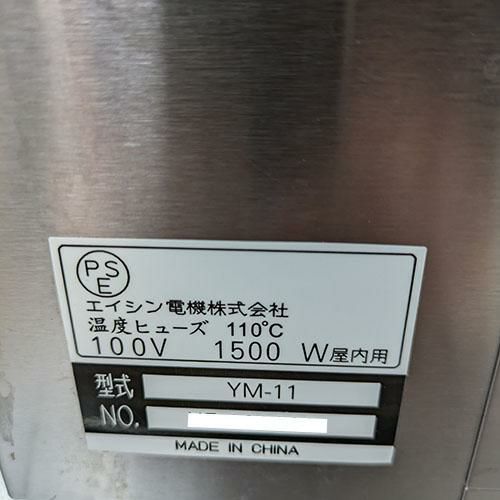 PSE
エイシン電機株式会社
温度ヒューズ 110℃
100V 1500 W屋内用
型式 YM-11
NO.
MADE IN CHINA